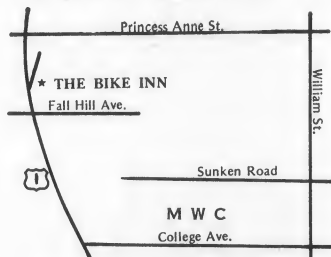 Princess Anne St.
★ THE BIKE INN
William St.
Fall Hill Ave.
1
Sunken Road
M W C
College Ave.